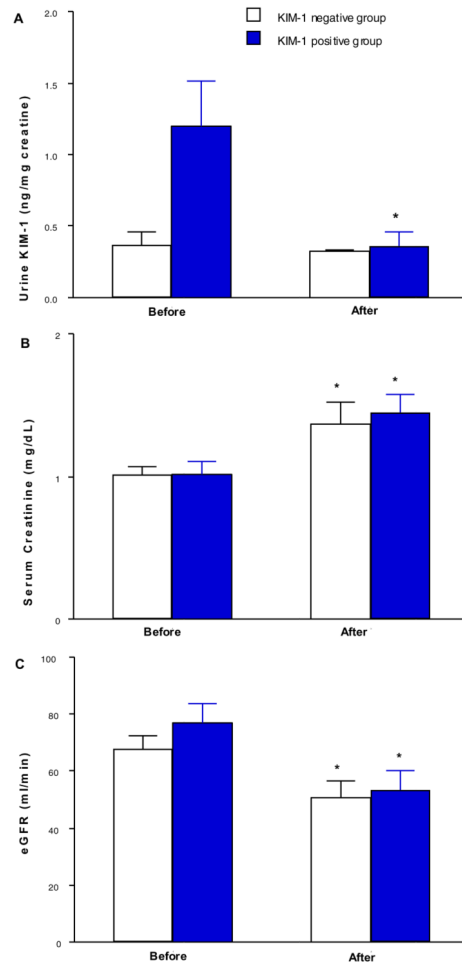 A
KIM-1 negative group
KIM-1 positive group
Urine KIM-1 (ng/mg creatine)
2.0
1.5
1.0
0.5
0.0
*
Before
After
B
Serum Creatinine (mg/dL)
2
1
0
*
*
Before
After
C
eGFR (ml/min)
100
80
60
40
20
0
*
*
Before
After